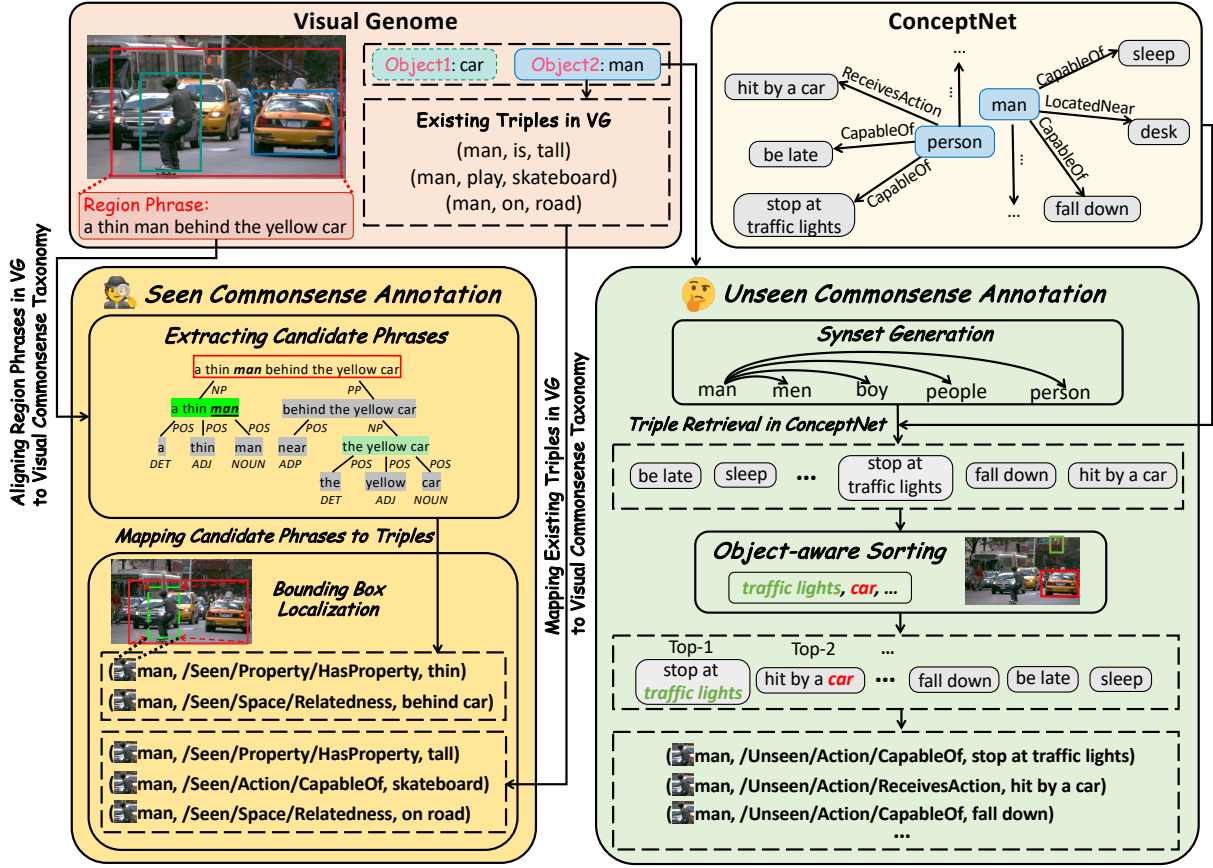 Visual Genome
Object1: car
Object2: man
Existing Triples in VG
(man, is, tall)
(man, play, skateboard)
(man, on, road)
Region Phrase:
a thin man behind the yellow car
ConceptNet
...
CapableOf
sleep
ReceivesAction
hit by a car
...
man
LocatedNear
desk
CapableOf
person
be late
CapableOf
...
CapableOf
stop at
traffic lights
...
fall down
Aligning Region Phrases in VG
to Visual Commonsense Taxonomy
Seen Commonsense Annotation
Extracting Candidate Phrases
a thin man behind the yellow car
NP
PP
a thin man
behind the yellow car
POS POS POS
POS
NP
a thin man
near
the yellow car
DET ADJ NOUN
ADP
POS POS POS
the yellow car
DET ADJ NOUN
Mapping Candidate Phrases to Triples
Bounding Box
Localization
(man, /Seen/Property/HasProperty, thin)
(man, /Seen/Space/Relatedness, behind car)
(man, /Seen/Property/HasProperty, tall)
(man, /Seen/Action/CapableOf, skateboard)
(man, /Seen/Space/Relatedness, on road)
Mapping Existing Triples in VG
to Visual Commonsense Taxonomy
Unseen Commonsense Annotation
Synset Generation
man men boy people person
Triple Retrieval in ConceptNet
be late
sleep
...
stop at
traffic lights
fall down
hit by a car
Object-aware Sorting
traffic lights, car, ...
Top-1
Top-2
...
stop at
traffic lights
hit by a car
...
fall down
be late
sleep
(man, /Unseen/Action/CapableOf, stop at traffic lights)
(man, /Unseen/Action/ReceivesAction, hit by a car)
(man, /Unseen/Action/CapableOf, fall down)
...